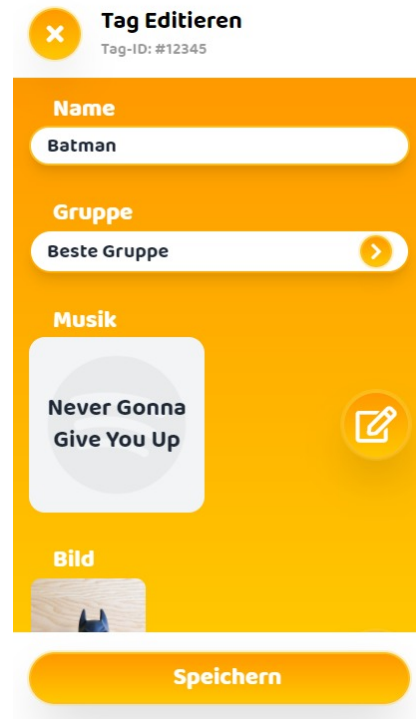 Tag Editieren
Tag-ID: #12345
Name
Batman
Gruppe
Beste Gruppe
Musik
Never Gonna
Give You Up
Bild
Speichern